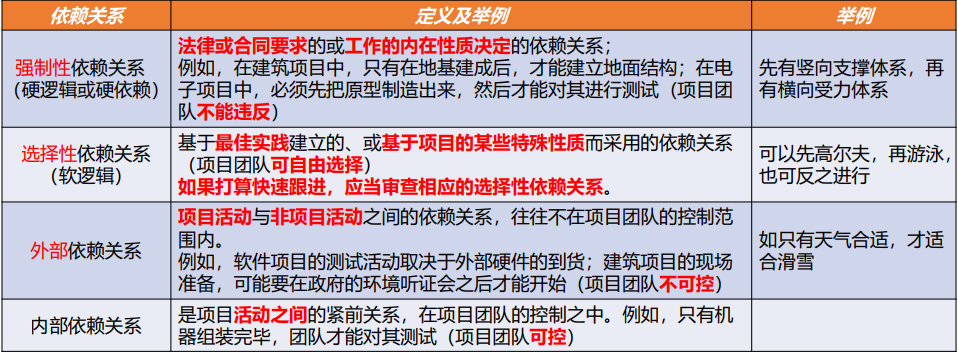 依赖关系
定义及举例
举例
强制性依赖关系
（硬逻辑或硬依赖）
法律或合同要求的或工作的内在性质决定的依赖关系；
例如，在建筑项目中，只有在地基建成后，才能建立地面结构；在电
子项目中，必须先把原型制造出来，然后才能对其进行测试（项目团
队不能违反）
先有竖向支撑体系，再
有横向受力体系
选择性依赖关系
（软逻辑）
基于最佳实践建立的、或基于项目的某些特殊性质而采用的依赖关系
（项目团队可自由选择）
如果打算快速跟进，应当审查相应的选择性依赖关系。
可以先高尔夫，再游泳，
也可反之进行
外部依赖关系
项目活动与非项目活动之间的依赖关系，往往不在项目团队的控制范
围内。
例如，软件项目的测试活动取决于外部硬件的到货；建筑项目的现场
准备，可能要在政府的环境听证会之后才能开始（项目团队不可控）
如只有天气合适，才适
合滑雪
内部依赖关系
是项目活动之间的紧前关系，在项目团队的控制之中。例如，只有机
器组装完毕，团队才能对其测试（项目团队可控）